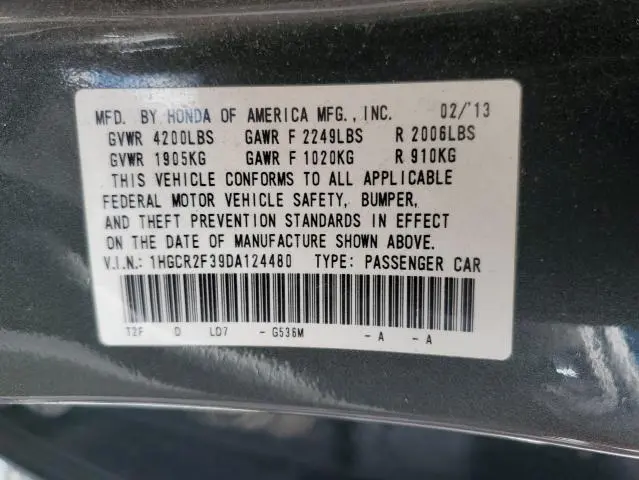 MFD. BY HONDA OF AMERICA MFG., INC. 02/'13
GVWR 4200LBS GAWR F 2249LBS R 2006LBS
GVWR 1905KG GAWR F 1020KG R 910KG
THIS VEHICLE CONFORMS TO ALL APPLICABLE
FEDERAL MOTOR VEHICLE SAFETY, BUMPER,
AND THEFT PREVENTION STANDARDS IN EFFECT
ON THE DATE OF MANUFACTURE SHOWN ABOVE.
V.I.N.: 1HGCR2F39DA124480 TYPE: PASSENGER CAR
T2F D LD7 - G536M - A - A